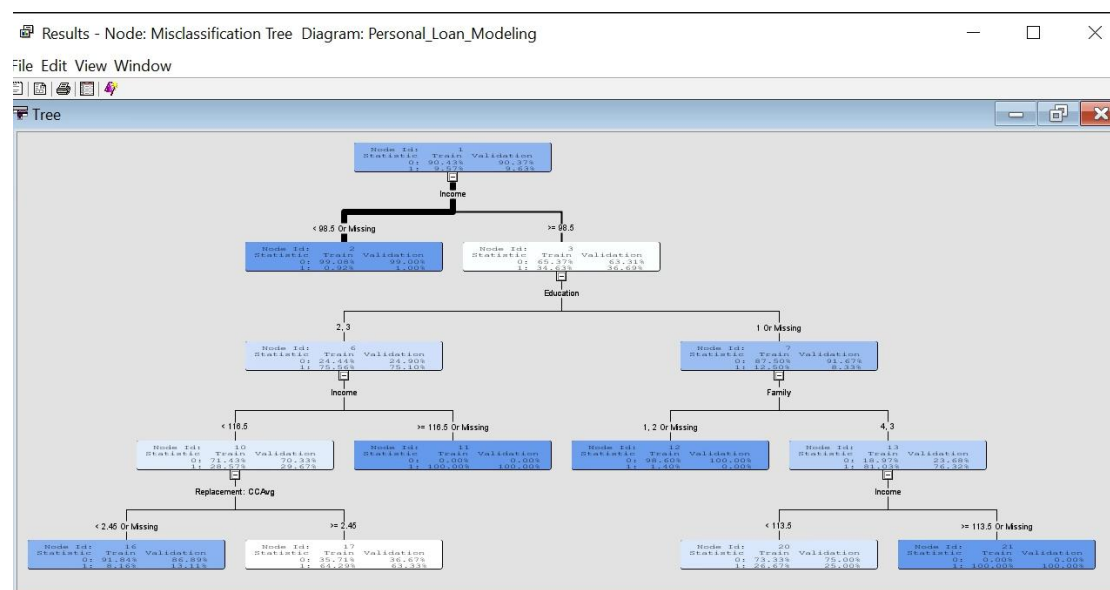 Results - Node: Misclassification Tree Diagram: Personal_Loan_Modeling
File Edit View Window
Tree
Node Id: 1
Statistic Train Validation
0: 90.43% 90.37%
1: 9.57% 9.63%
Income
< 98.5 Or Missing >= 98.5
Node Id: 2 Node Id: 3
Statistic Train Validation Statistic Train Validation
0: 99.08% 99.00% 0: 65.37% 63.31%
1: 0.92% 1.00% 1: 34.63% 36.69%
Education
2, 3 1 Or Missing
Node Id: 6 Node Id: 7
Statistic Train Validation Statistic Train Validation
0: 24.44% 24.90% 0: 87.50% 91.67%
1: 75.56% 75.10% 1: 12.50% 8.33%
Income Family
< 116.5 >= 116.5 Or Missing 1, 2 Or Missing 4, 3
Node Id: 10 Node Id: 11 Node Id: 12 Node Id: 13
Statistic Train Validation Statistic Train Validation Statistic Train Validation Statistic Train Validation
0: 71.43% 70.33% 0: 0.00% 0.00% 0: 98.60% 100.00% 0: 18.97% 23.68%
1: 28.57% 29.67% 1: 100.00% 100.00% 1: 1.40% 0.00% 1: 81.03% 76.32%
Replacement: CCAvg Income
< 2.45 Or Missing >= 2.45 < 113.5 >= 113.5 Or Missing
Node Id: 16 Node Id: 17 Node Id: 20 Node Id: 21
Statistic Train Validation Statistic Train Validation Statistic Train Validation Statistic Train Validation
0: 91.84% 86.89% 0: 35.71% 36.67% 0: 73.33% 75.00% 0: 0.00% 0.00%
1: 8.16% 13.11% 1: 64.29% 63.33% 1: 26.67% 25.00% 1: 100.00% 100.00%